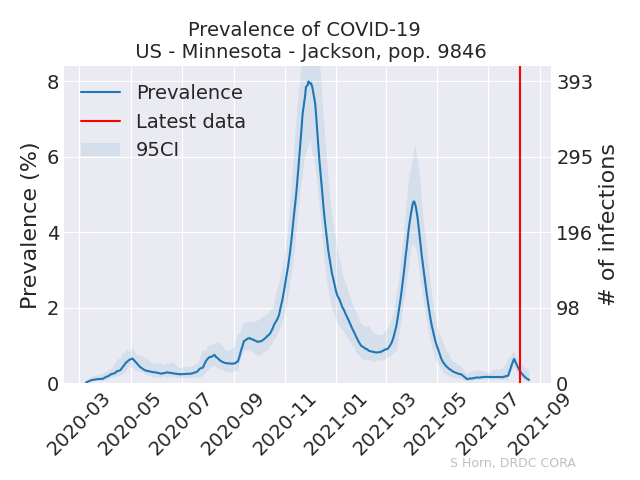 Prevalence of COVID-19
US - Minnesota - Jackson, pop. 9846
Prevalence
Latest data
95CI
Prevalence (%)
8
6
4
2
0
393
295
196
98
0
# of infections
2020-03
2020-05
2020-07
2020-09
2020-11
2021-01
2021-03
2021-05
2021-07
2021-09
S Horn, DRDC CORA